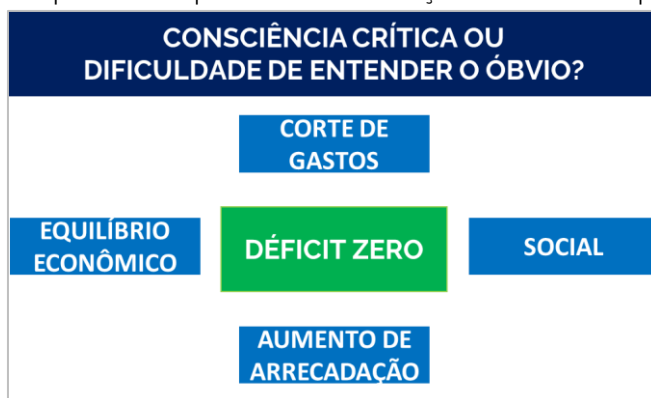 CONSCIÊNCIA CRÍTICA OU
DIFICULDADE DE ENTENDER O ÓBVIO?
CORTE DE
GASTOS
EQUILÍBRIO
ECONÔMICO
DÉFICIT ZERO
SOCIAL
AUMENTO DE
ARRECADAÇÃO